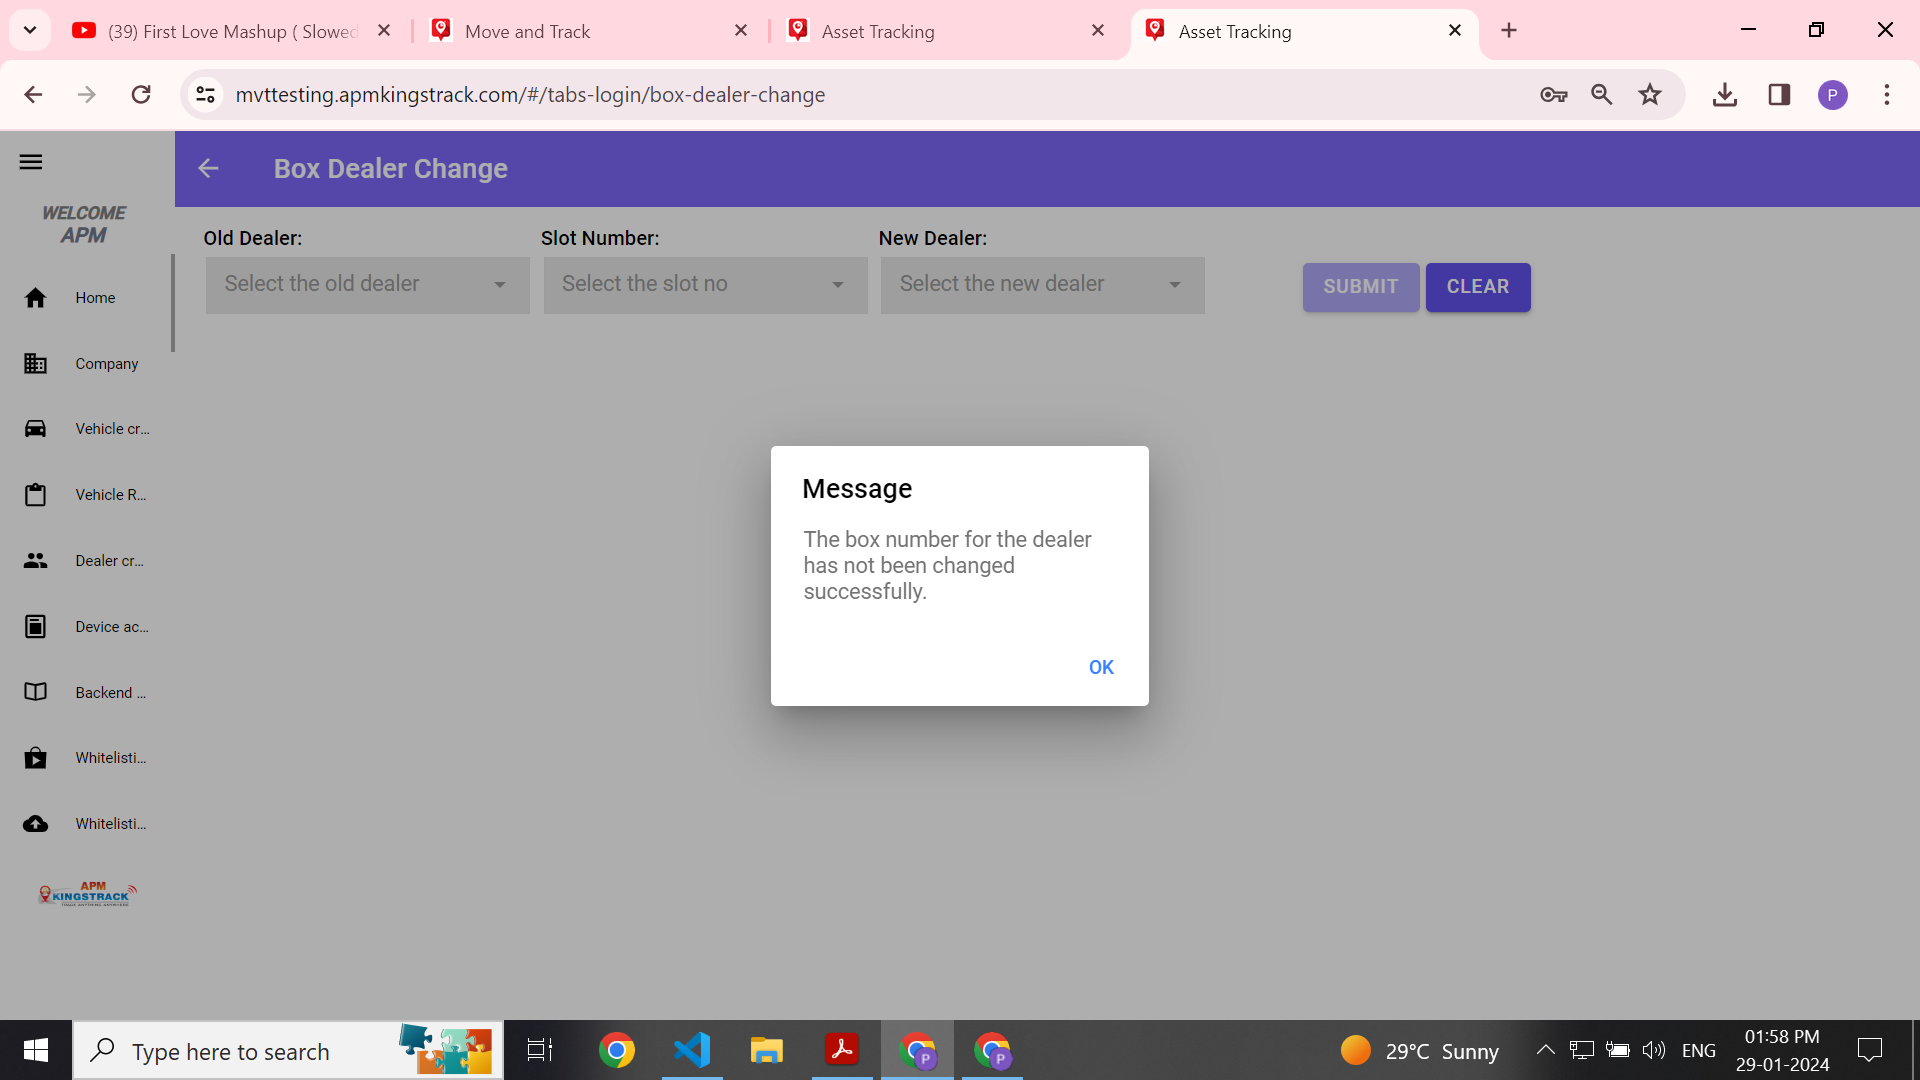 (39) First Love Mashup ( Slowed
Move and Track
Asset Tracking
Asset Tracking
mvttesting.apmkingstrack.com/#/tabs-login/box-dealer-change
P
WELCOME
APM
Box Dealer Change
Old Dealer:
Slot Number:
New Dealer:
Select the old dealer
Select the slot no
Select the new dealer
SUBMIT
CLEAR
Home
Company
Vehicle cr...
Vehicle R...
Dealer cr...
Device ac...
Backend ...
Whitelisti...
Whitelisti...
Message
The box number for the dealer
has not been changed
successfully.
OK
APM
KINGSTRACK
TRACK ANYTHING ANYWHERE
Type here to search
P
P
29°C Sunny
ENG
01:58 PM
29-01-2024